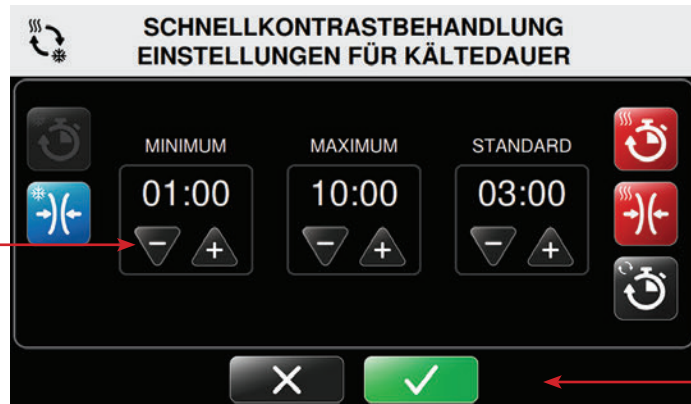 SCHNELLKONTRASTBEHANDLUNG
EINSTELLUNGEN FÜR KÄLTEDAUER
MINIMUM MAXIMUM STANDARD
01:00 10:00 03:00